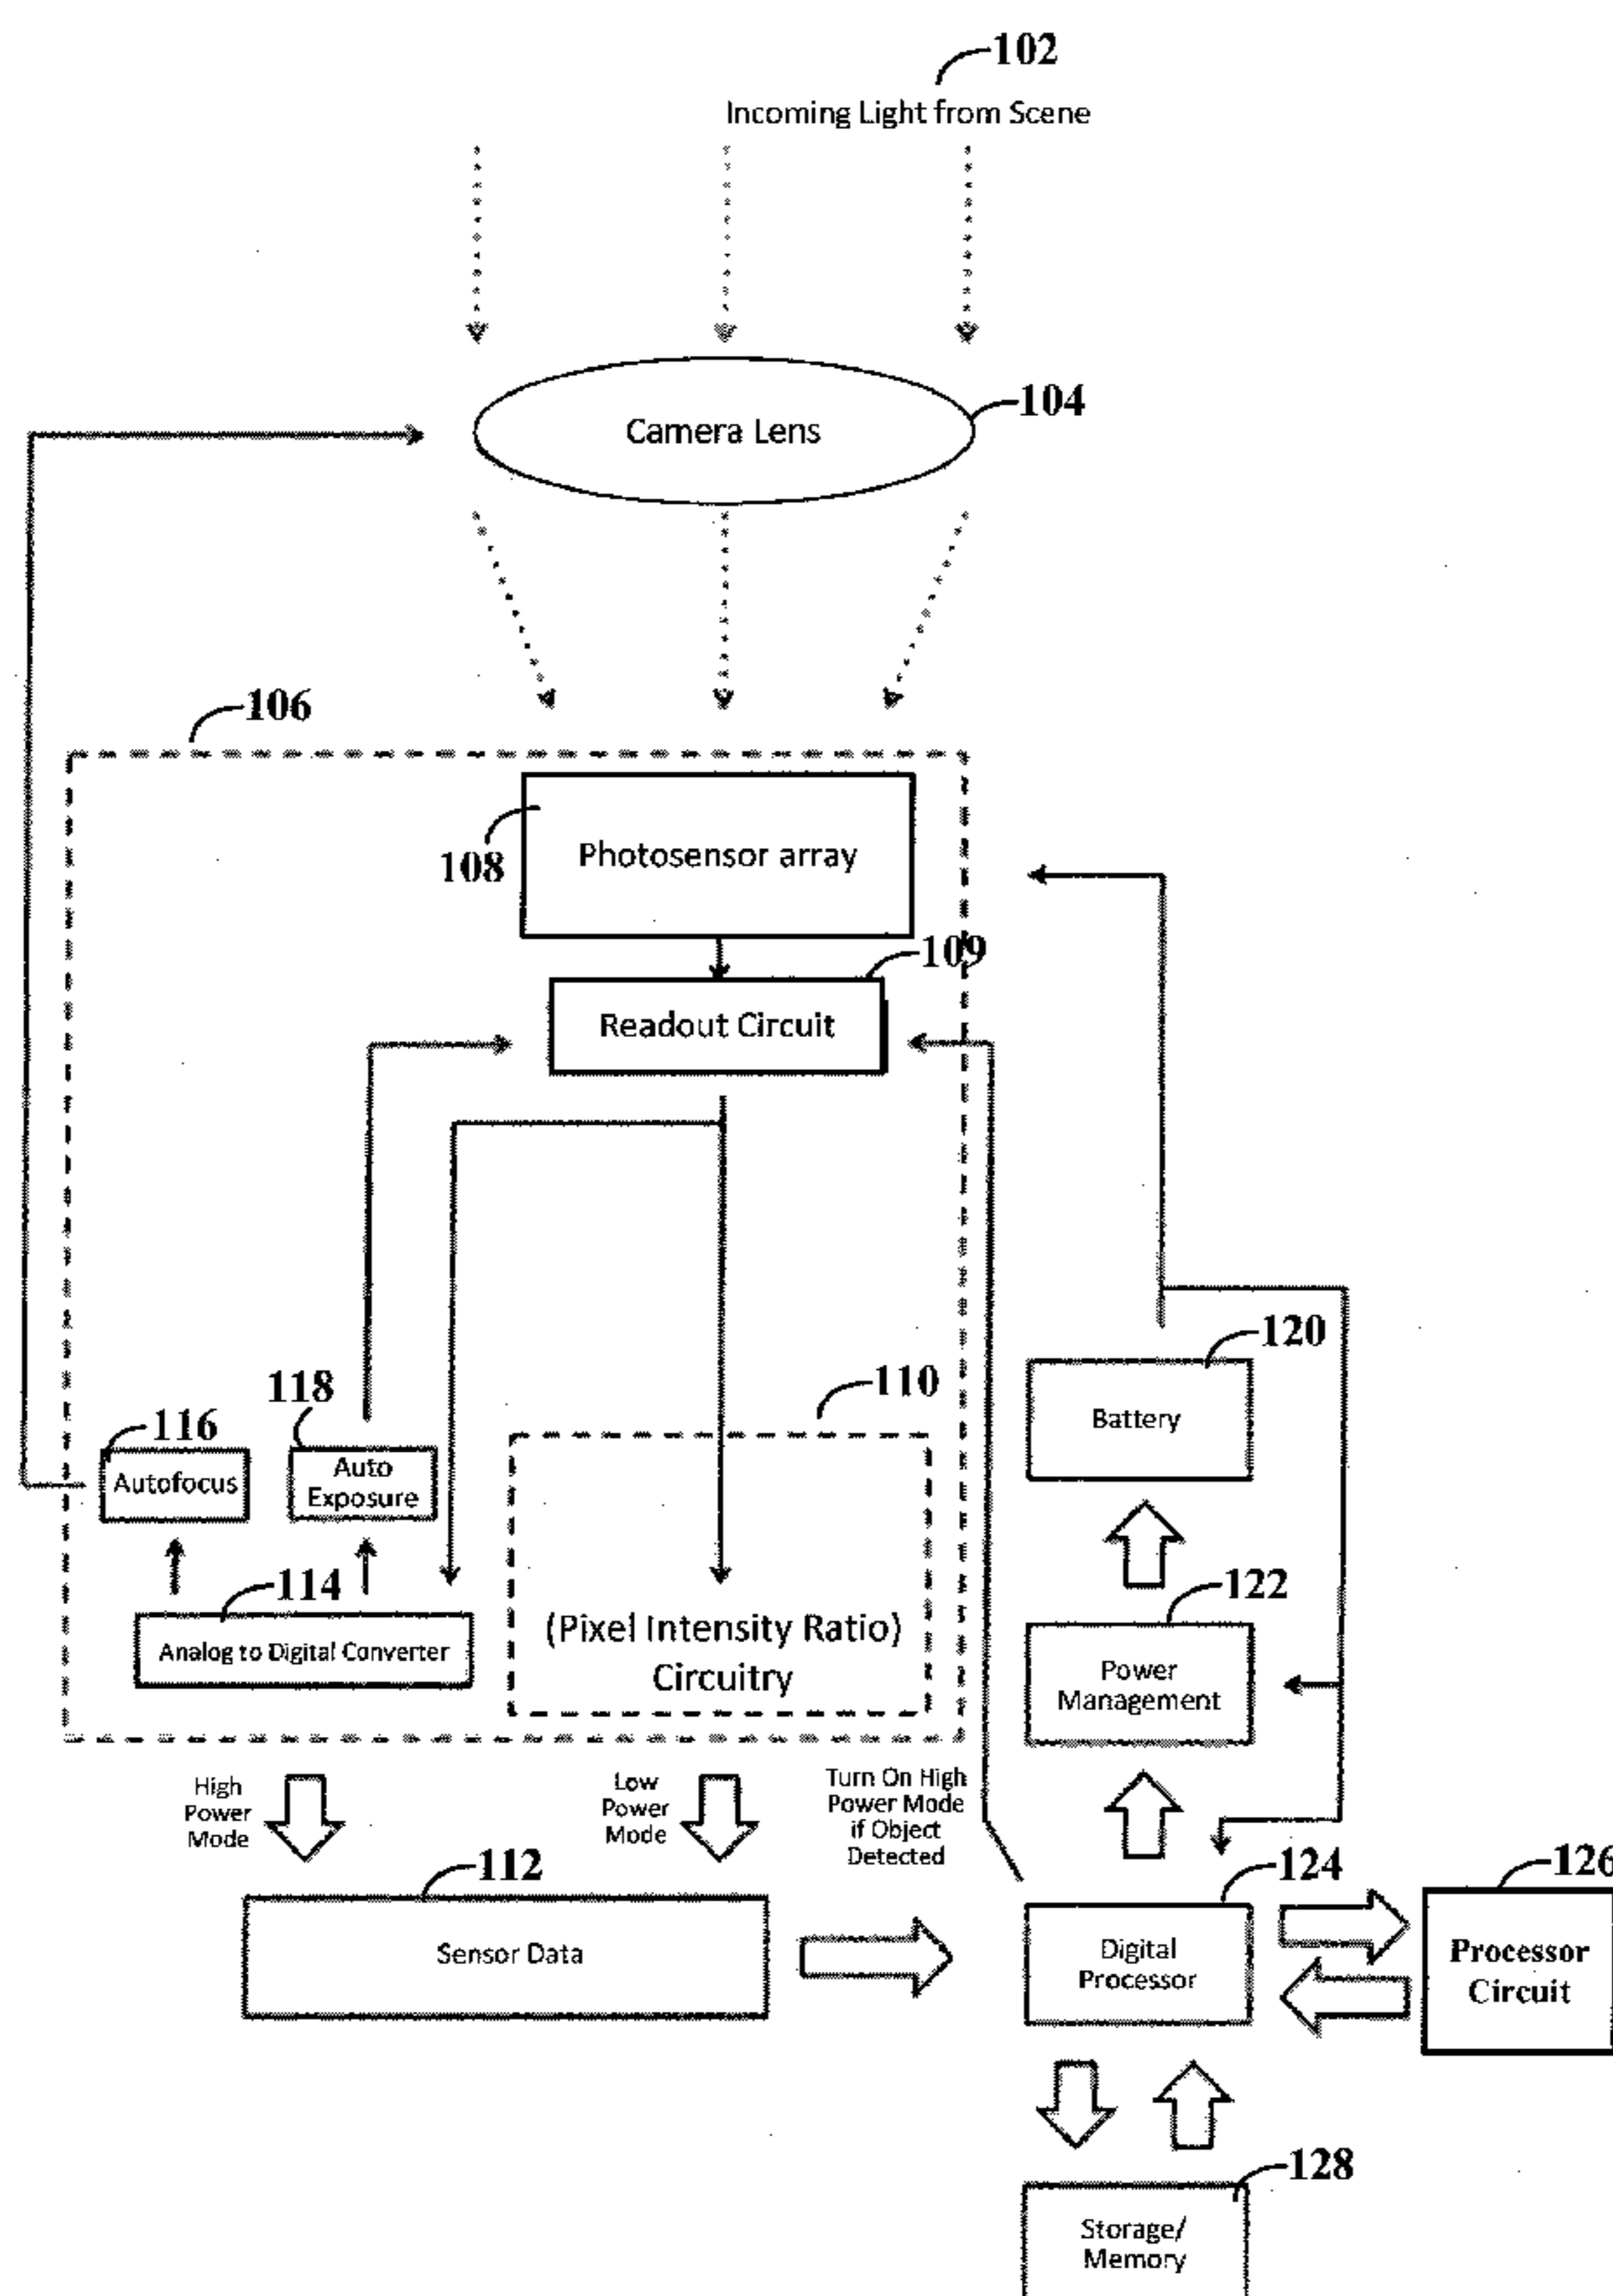 102
Incoming Light from Scene
Camera Lens
104
106
108
Photosensor array
109
Readout Circuit
110
120
Battery
118
116
Autofocus
Auto
Exposure
114
Analog to Digital Converter
(Pixel Intensity Ratio)
Circuitry
122
Power
Management
High
Power
Mode
Low
Power
Mode
Turn On High
Power Mode
if Object
Detected
112
Sensor Data
124
Digital
Processor
126
Processor
Circuit
128
Storage/
Memory